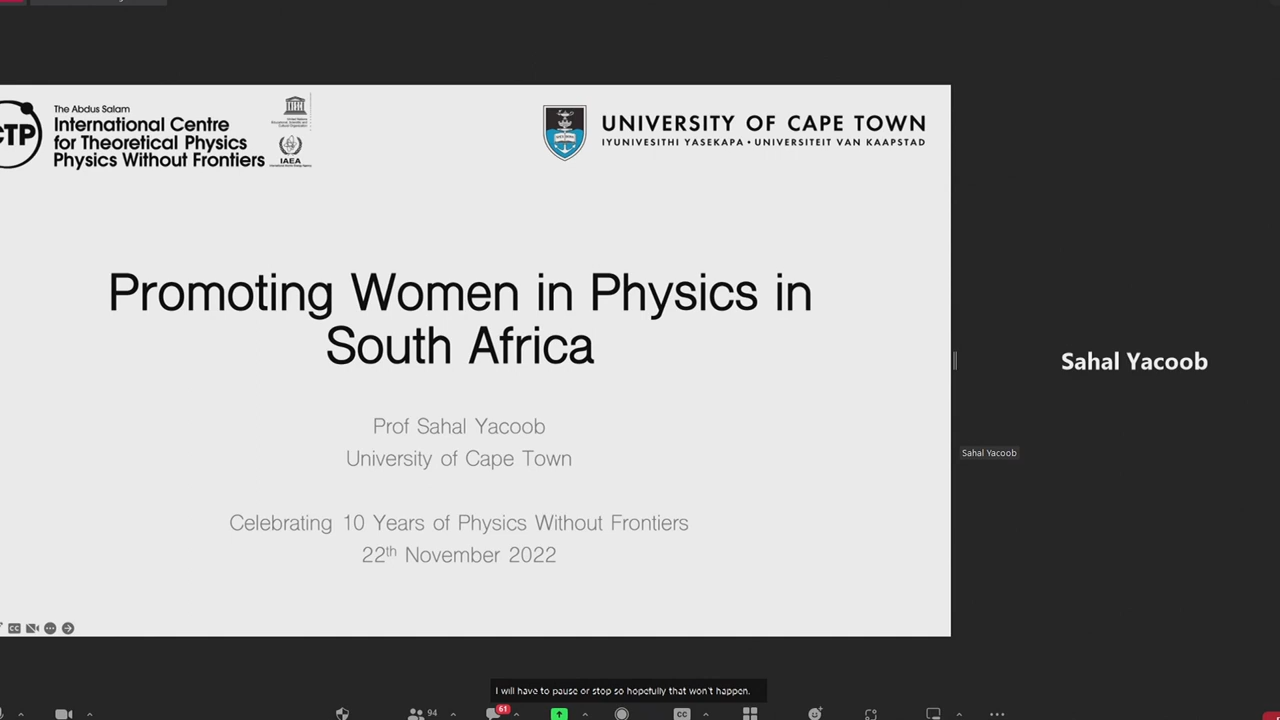 The Abdus Salam
International Centre
for Theoretical Physics
Physics Without Frontiers
IAEA
UNIVERSITY OF CAPE TOWN
IYUNIVESITHI YASEKAPA • UNIVERSITEIT VAN KAAPSTAD
Promoting Women in Physics in
South Africa
Prof Sahal Yacoob
University of Cape Town
Celebrating 10 Years of Physics Without Frontiers
22th November 2022
Sahal Yacoob
Sahal Yacoob
CC
I will have to pause or stop so hopefully that won't happen.
94
61
CC